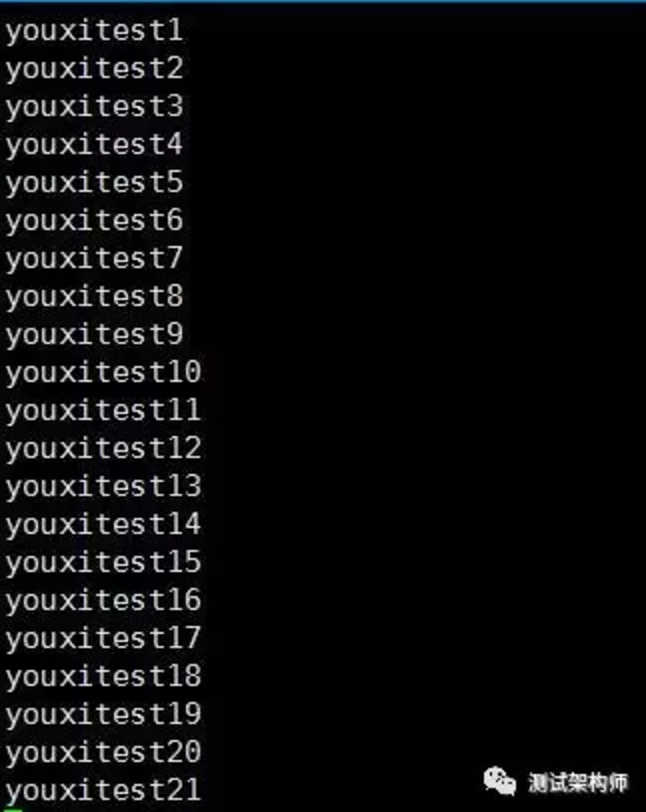 youxitest1
youxitest2
youxitest3
youxitest4
youxitest5
youxitest6
youxitest7
youxitest8
youxitest9
youxitest10
youxitest11
youxitest12
youxitest13
youxitest14
youxitest15
youxitest16
youxitest17
youxitest18
youxitest19
youxitest20
youxitest21
测试架构师